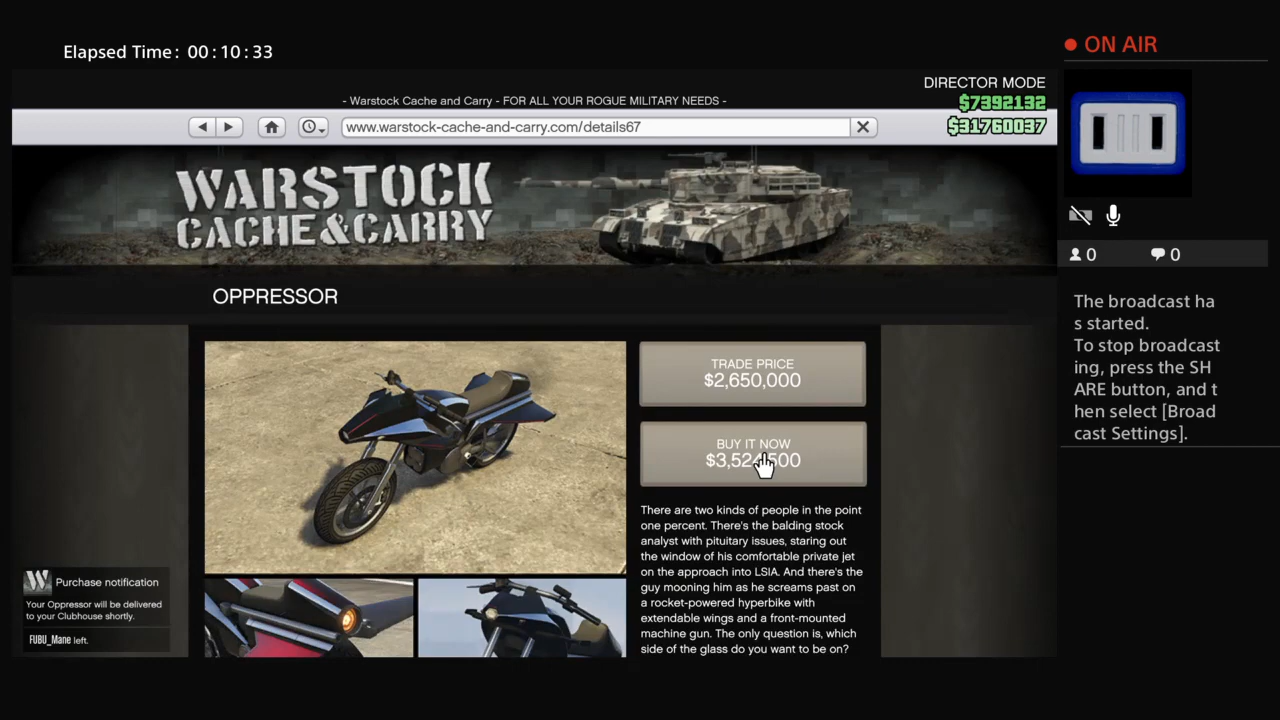 Elapsed Time: 00:10:33
ON AIR
DIRECTOR MODE
$7392132
$31760037
- Warstock Cache and Carry - FOR ALL YOUR ROGUE MILITARY NEEDS -
www.warstock-cache-and-carry.com/details67
WARSTOCK
CACHE&CARRY
0 0
The broadcast ha
s started.
To stop broadcast
ing, press the SH
ARE button, and t
hen select [Broad
cast Settings].
OPPRESSOR
TRADE PRICE
$2,650,000
BUY IT NOW
$3,524,500
There are two kinds of people in the point
one percent. There's the balding stock
analyst with pituitary issues, staring out
the window of his comfortable private jet
on the approach into LSIA. And there's the
guy mooning him as he screams past on
a rocket-powered hyperbike with
extendable wings and a front-mounted
machine gun. The only question is, which
side of the glass do you want to be on?
W Purchase notification
Your Oppressor will be delivered
to your Clubhouse shortly.
FUBU_Mane left.